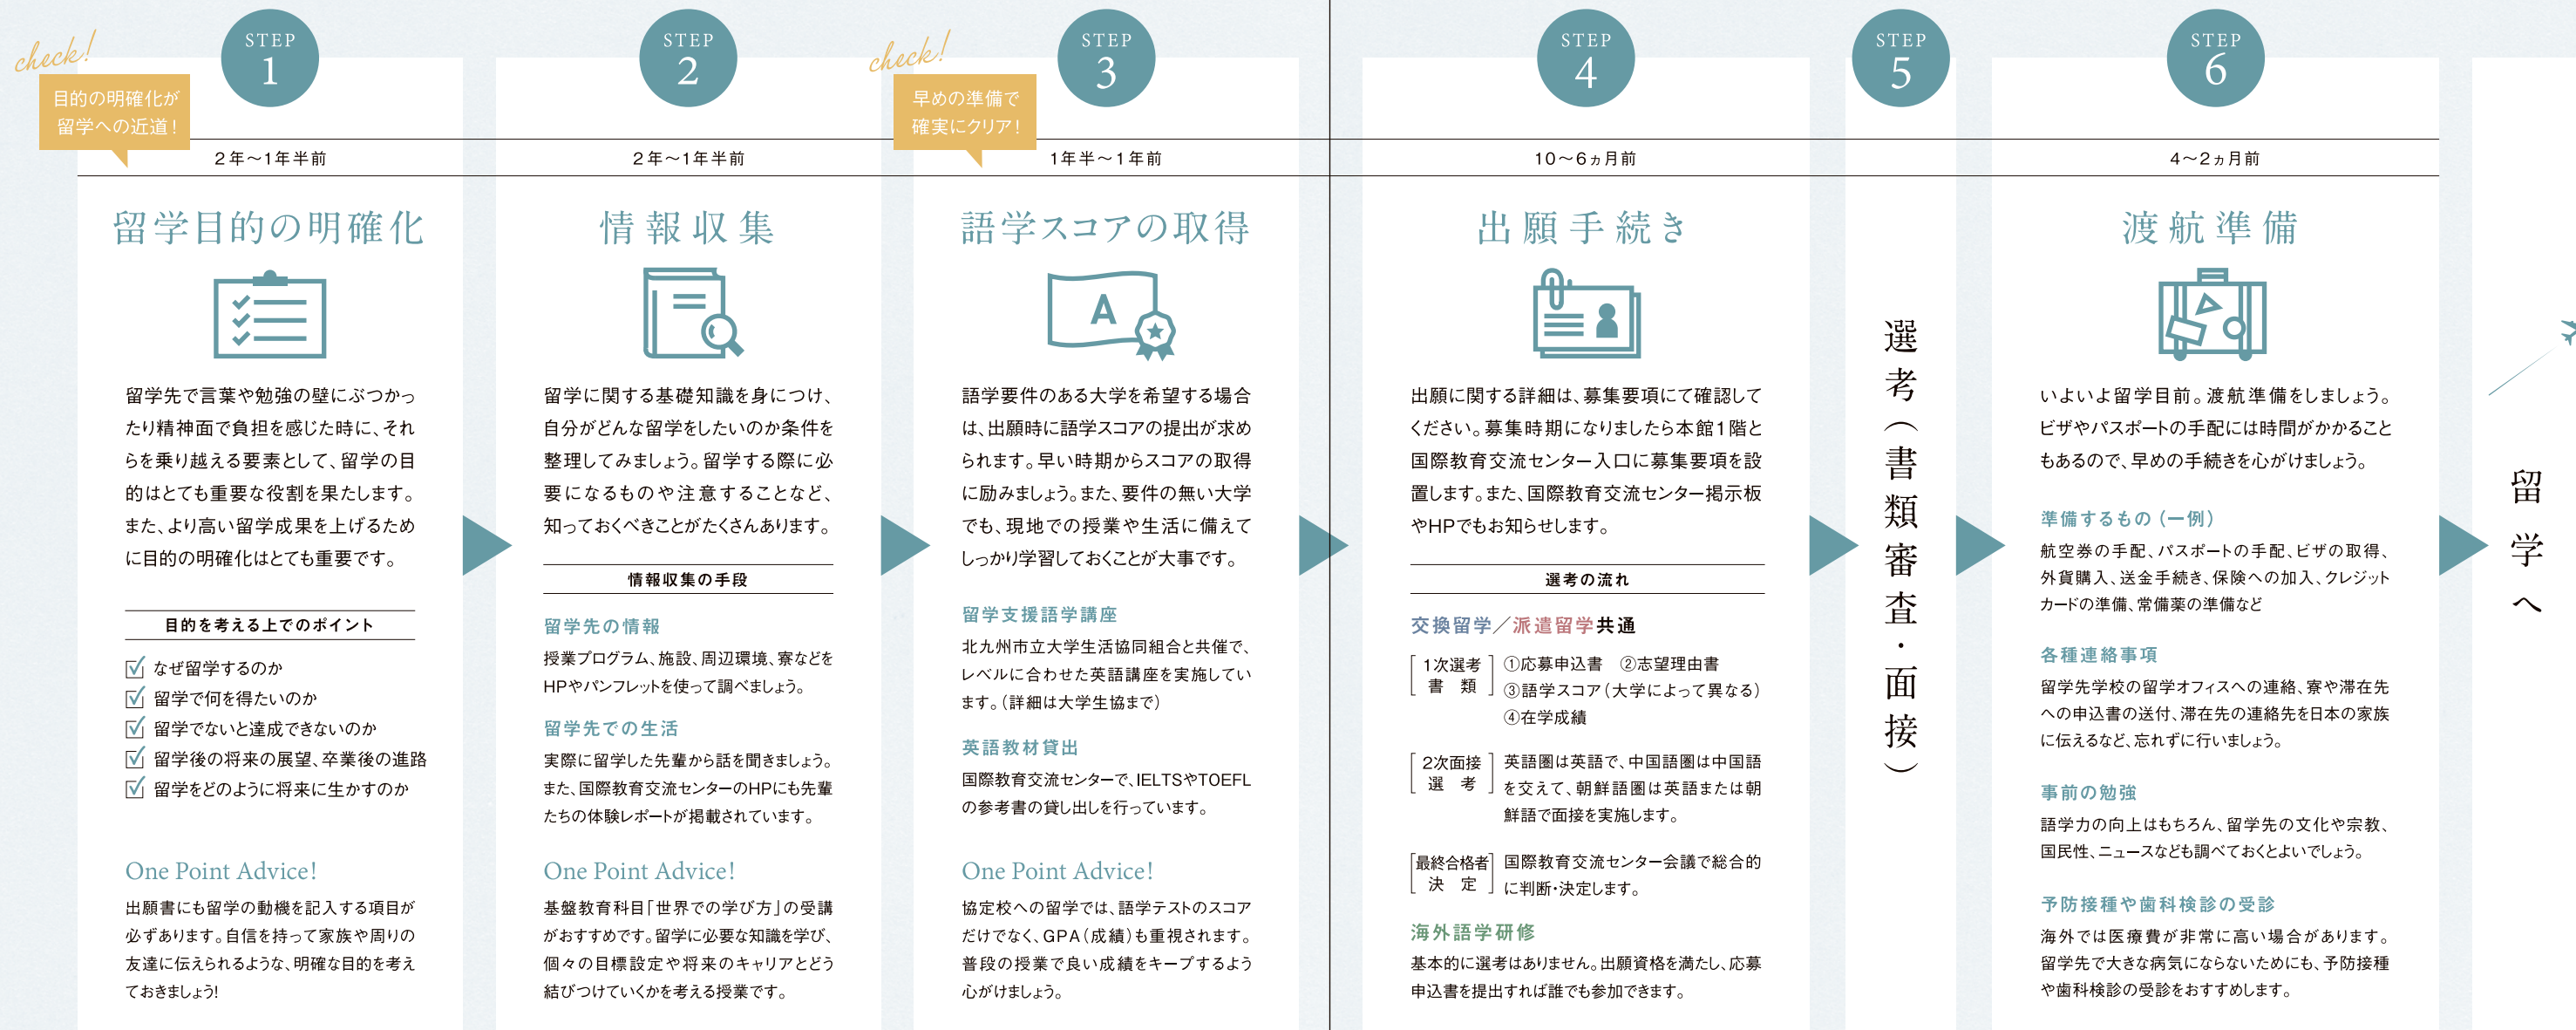 check!
目的の明確化が
留学への近道!
STEP
1
2年〜1年半前
留学目的の明確化
留学先で言葉や勉強の壁にぶつかっ
たり精神面で負担を感じた時に、それ
らを乗り越える要素として、留学の目
的はとても重要な役割を果たします。
また、より高い留学成果を上げるため
に目的の明確化はとても重要です。
目的を考える上でのポイント
なぜ留学するのか
留学で何を得たいのか
留学でないと達成できないのか
留学後の将来の展望、卒業後の進路
留学をどのように将来に生かすのか
One Point Advice!
出願書にも留学の動機を記入する項目が
必ずあります。自信を持って家族や周りの
友達に伝えられるような、明確な目的を考え
ておきましょう!
STEP
2
2年〜1年半前
情報収集
留学に関する基礎知識を身につけ、
自分がどんな留学をしたいのか条件を
整理してみましょう。留学する際に必
要になるものや注意することなど、
知っておくべきことがたくさんあります。
情報収集の手段
留学先の情報
授業プログラム、施設、周辺環境、寮などを
HPやパンフレットを使って調べましょう。
留学先での生活
実際に留学した先輩から話を聞きましょう。
また、国際教育交流センターのHPにも先輩
たちの体験レポートが掲載されています。
One Point Advice!
基盤教育科目「世界での学び方」の受講
がおすすめです。留学に必要な知識を学び、
個々の目標設定や将来のキャリアとどう
結びつけていくかを考える授業です。
check!
早めの準備で
確実にクリア!
STEP
3
1年半〜1年前
語学スコアの取得
A
語学要件のある大学を希望する場合
は、出願時に語学スコアの提出が求め
られます。早い時期からスコアの取得
に励みましょう。また、要件の無い大学
でも、現地での授業や生活に備えて
しっかり学習しておくことが大事です。
留学支援語学講座
北九州市立大学生活協同組合と共催で、
レベルに合わせた英語講座を実施してい
ます。(詳細は大学生協まで)
英語教材貸出
国際教育交流センターで、IELTSやTOEFL
の参考書の貸し出しを行っています。
One Point Advice!
協定校への留学では、語学テストのスコア
だけでなく、GPA(成績)も重視されます。
普段の授業で良い成績をキープするよう
心がけましょう。
STEP
4
10〜6ヵ月前
出願手続き
出願に関する詳細は、募集要項にて確認して
ください。募集時期になりましたら本館1階と
国際教育交流センター入口に募集要項を設
置します。また、国際教育交流センター掲示板
やHPでもお知らせします。
選考の流れ
交換留学/派遣留学共通
1次選考
書 類
①応募申込書 ②志望理由書
③語学スコア(大学によって異なる)
④在学成績
2次面接
選 考
英語圏は英語で、中国語圏は中国語
を交えて、朝鮮語圏は英語または朝
鮮語で面接を実施します。
最終合格者
決 定
国際教育交流センター会議で総合的
に判断・決定します。
海外語学研修
基本的に選考はありません。出願資格を満たし、応募
申込書を提出すれば誰でも参加できます。
STEP
5
選考(書類審査・面接)
STEP
6
4〜2ヵ月前
渡航準備
いよいよ留学目前。渡航準備をしましょう。
ビザやパスポートの手配には時間がかかること
もあるので、早めの手続きを心がけましょう。
準備するもの(一例)
航空券の手配、パスポートの手配、ビザの取得、
外貨購入、送金手続き、保険への加入、クレジット
カードの準備、常備薬の準備など
各種連絡事項
留学先学校の留学オフィスへの連絡、寮や滞在先
への申込書の送付、滞在先の連絡先を日本の家族
に伝えるなど、忘れずに行いましょう。
事前の勉強
語学力の向上はもちろん、留学先の文化や宗教、
国民性、ニュースなども調べておくとよいでしょう。
予防接種や歯科検診の受診
海外では医療費が非常に高い場合があります。
留学先で大きな病気にならないためにも、予防接種
や歯科検診の受診をおすすめします。
留学へ